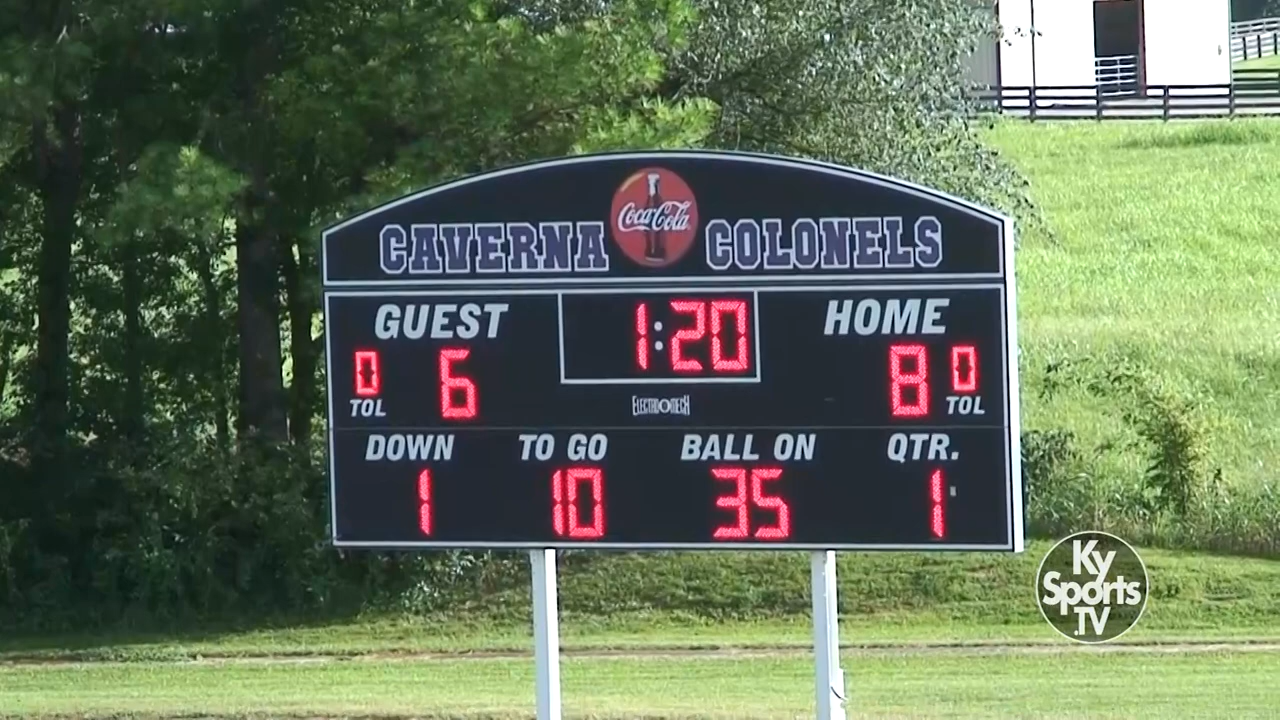 CAVERNA Coca-Cola COLONELS
GUEST 1:20 HOME
0 6 8 0
TOL ELECTRO-MECH TOL
DOWN TO GO BALL ON QTR.
1 10 35 1
Ky
Sports
.TV